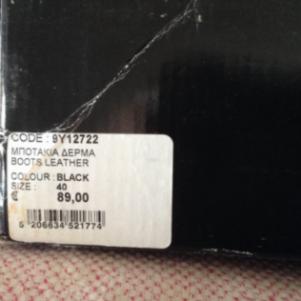 CODE : 9Y12722
ΜΠΟΤΑΚΙΑ ΔΕΡΜΑ
BOOTS LEATHER
COLOUR : BLACK
SIZE : 40
€ 89,00
5 206634 521774